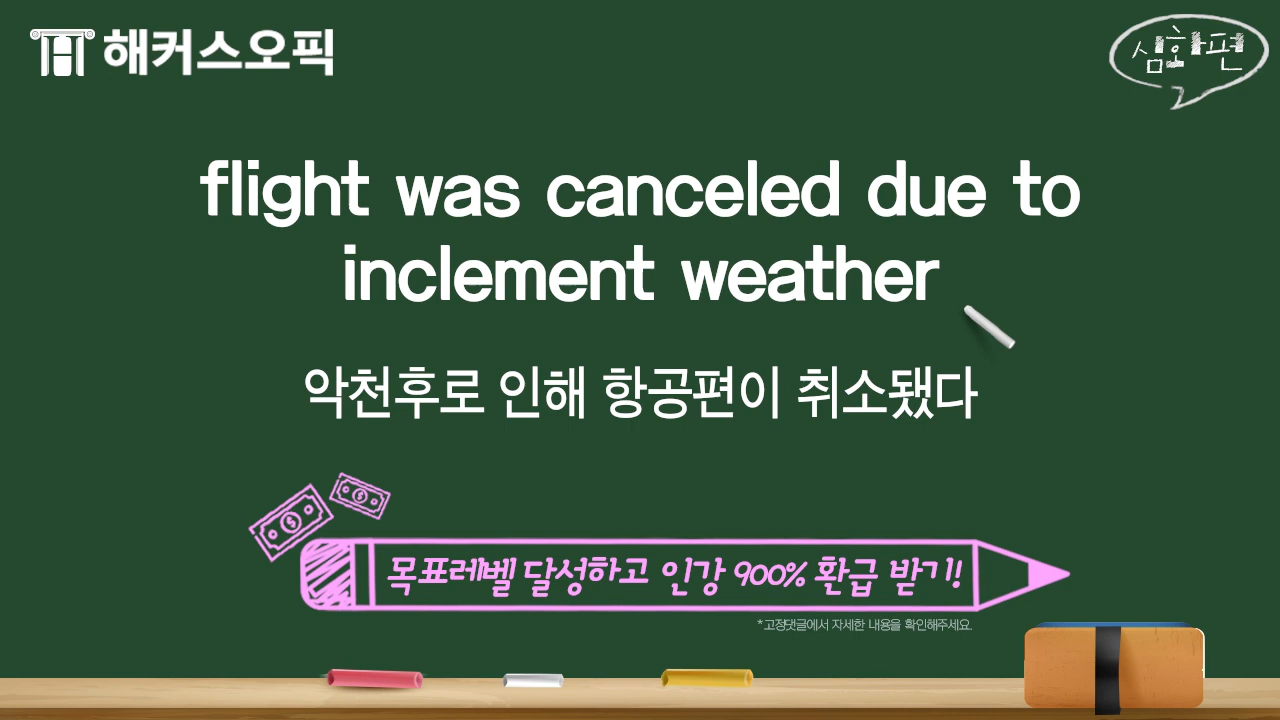 해커스오픽
심화편
flight was canceled due to
inclement weather
악천후로 인해 항공편이 취소됐다
목표레벨 달성하고 인강 900% 환급 받기!
*고정댓글에서 자세한 내용을 확인해주세요.